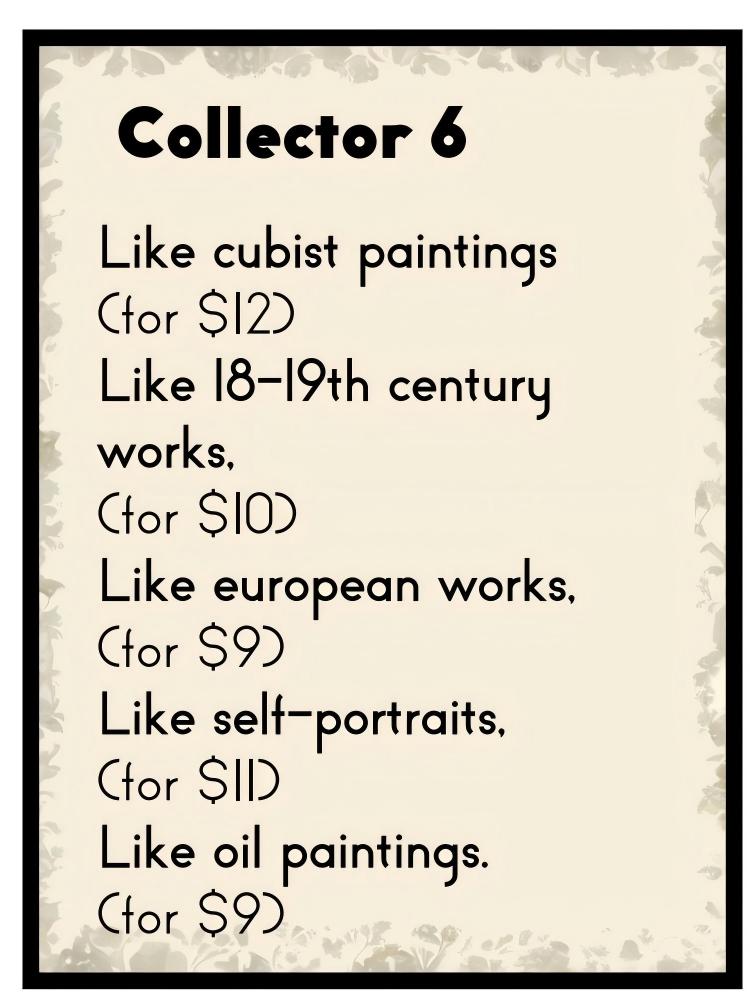 Collector 6
Like cubist paintings
(for $12)
Like 18-19th century
works,
(for $10)
Like european works,
(for $9)
Like self-portraits,
(for $11)
Like oil paintings.
(for $9)